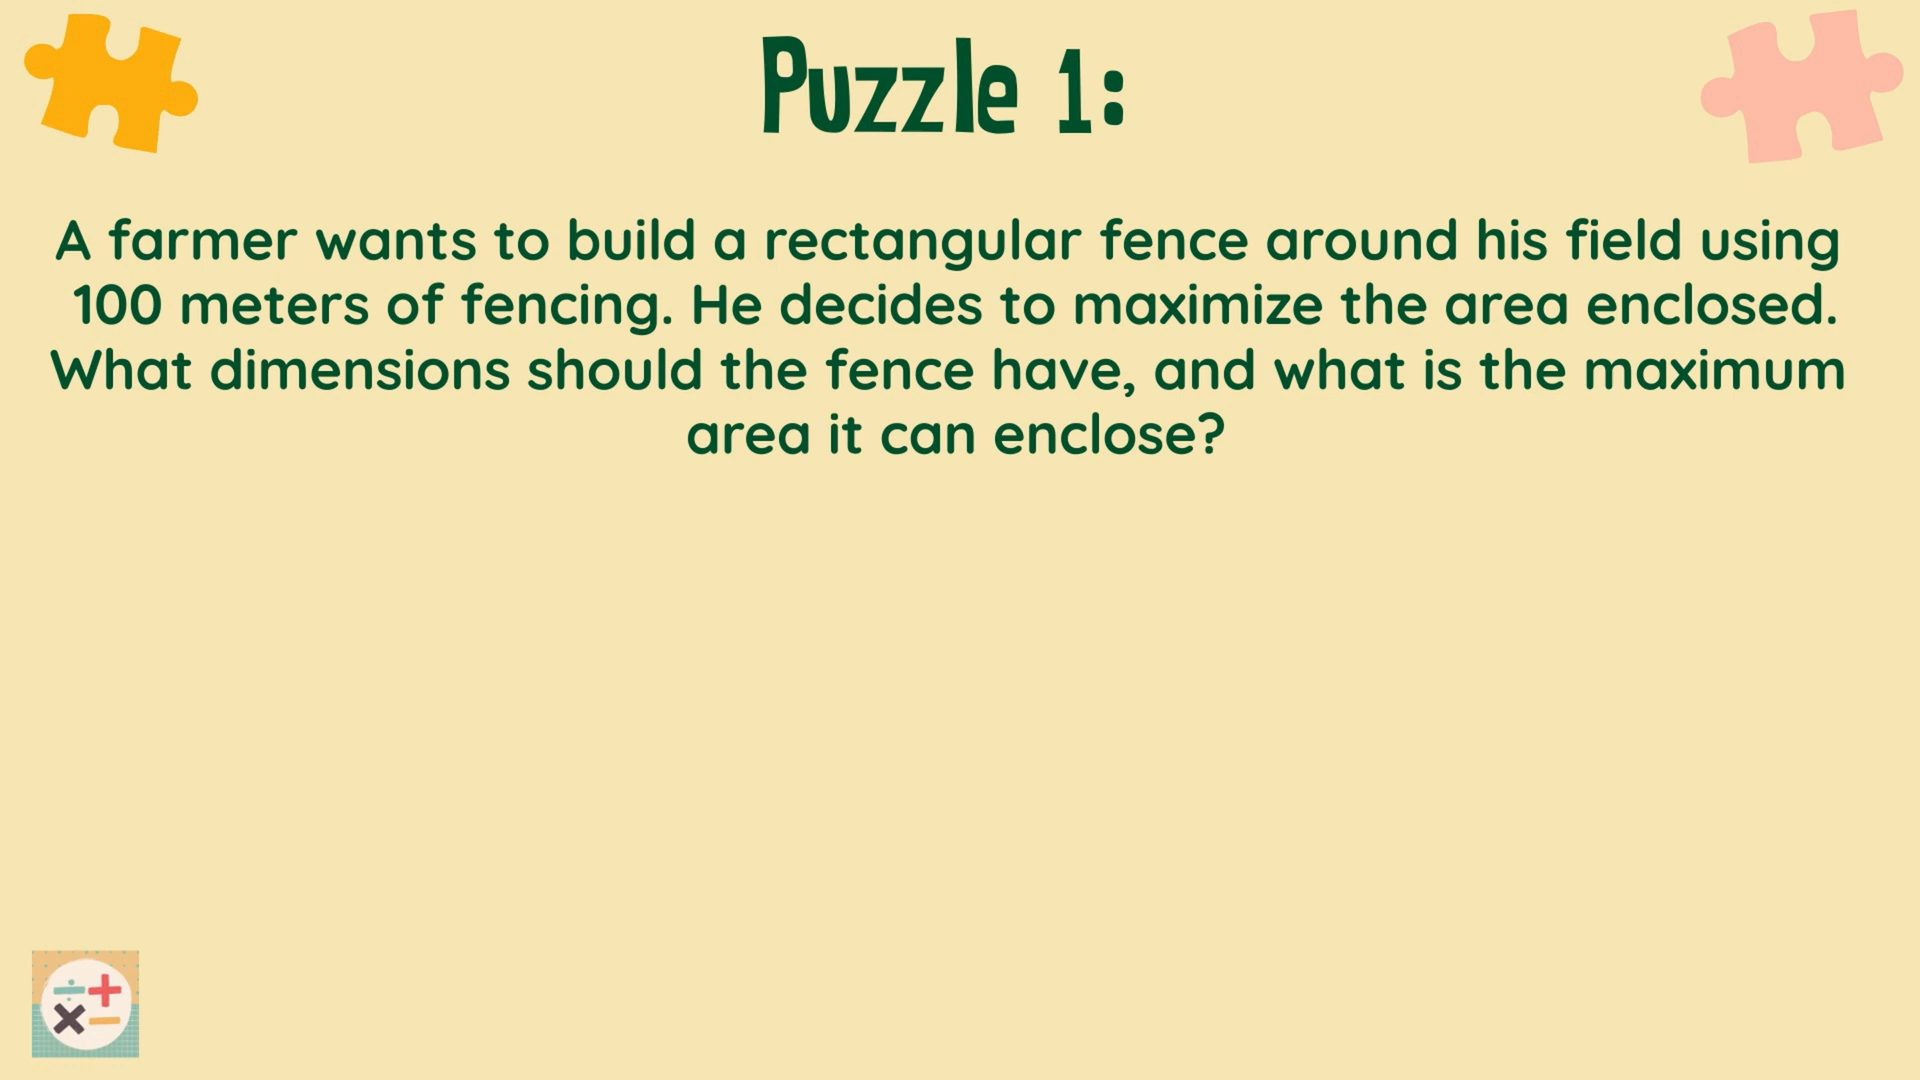 Puzzle 1:
A farmer wants to build a rectangular fence around his field using
100 meters of fencing. He decides to maximize the area enclosed.
What dimensions should the fence have, and what is the maximum
area it can enclose?